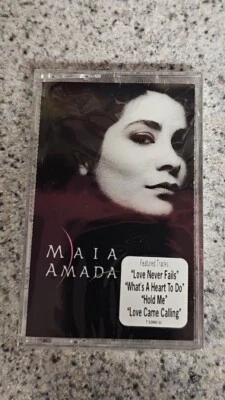 MAIA
AMADA
Featured Tracks
"Love Never Fails"
"What's A Heart To Do"
"Hold Me"
"Love Came Calling"